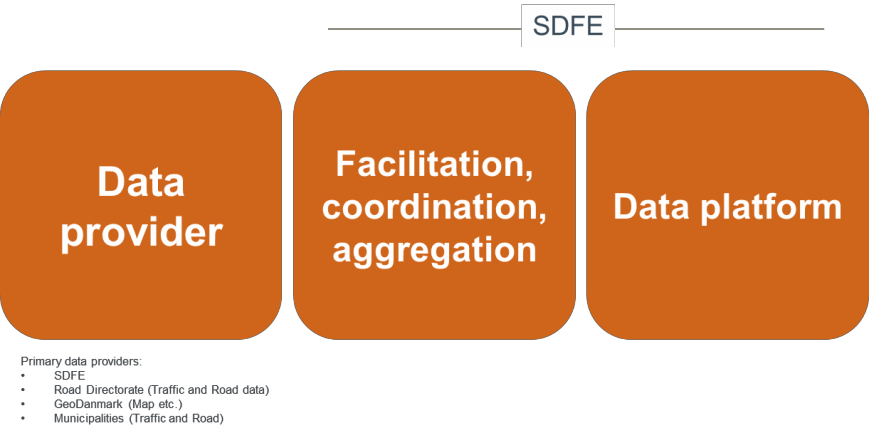 SDFE
Data
provider
Facilitation,
coordination,
aggregation
Data platform
Primary data providers:
• SDFE
• Road Directorate (Traffic and Road data)
• GeoDanmark (Map etc.)
• Municipalities (Traffic and Road)